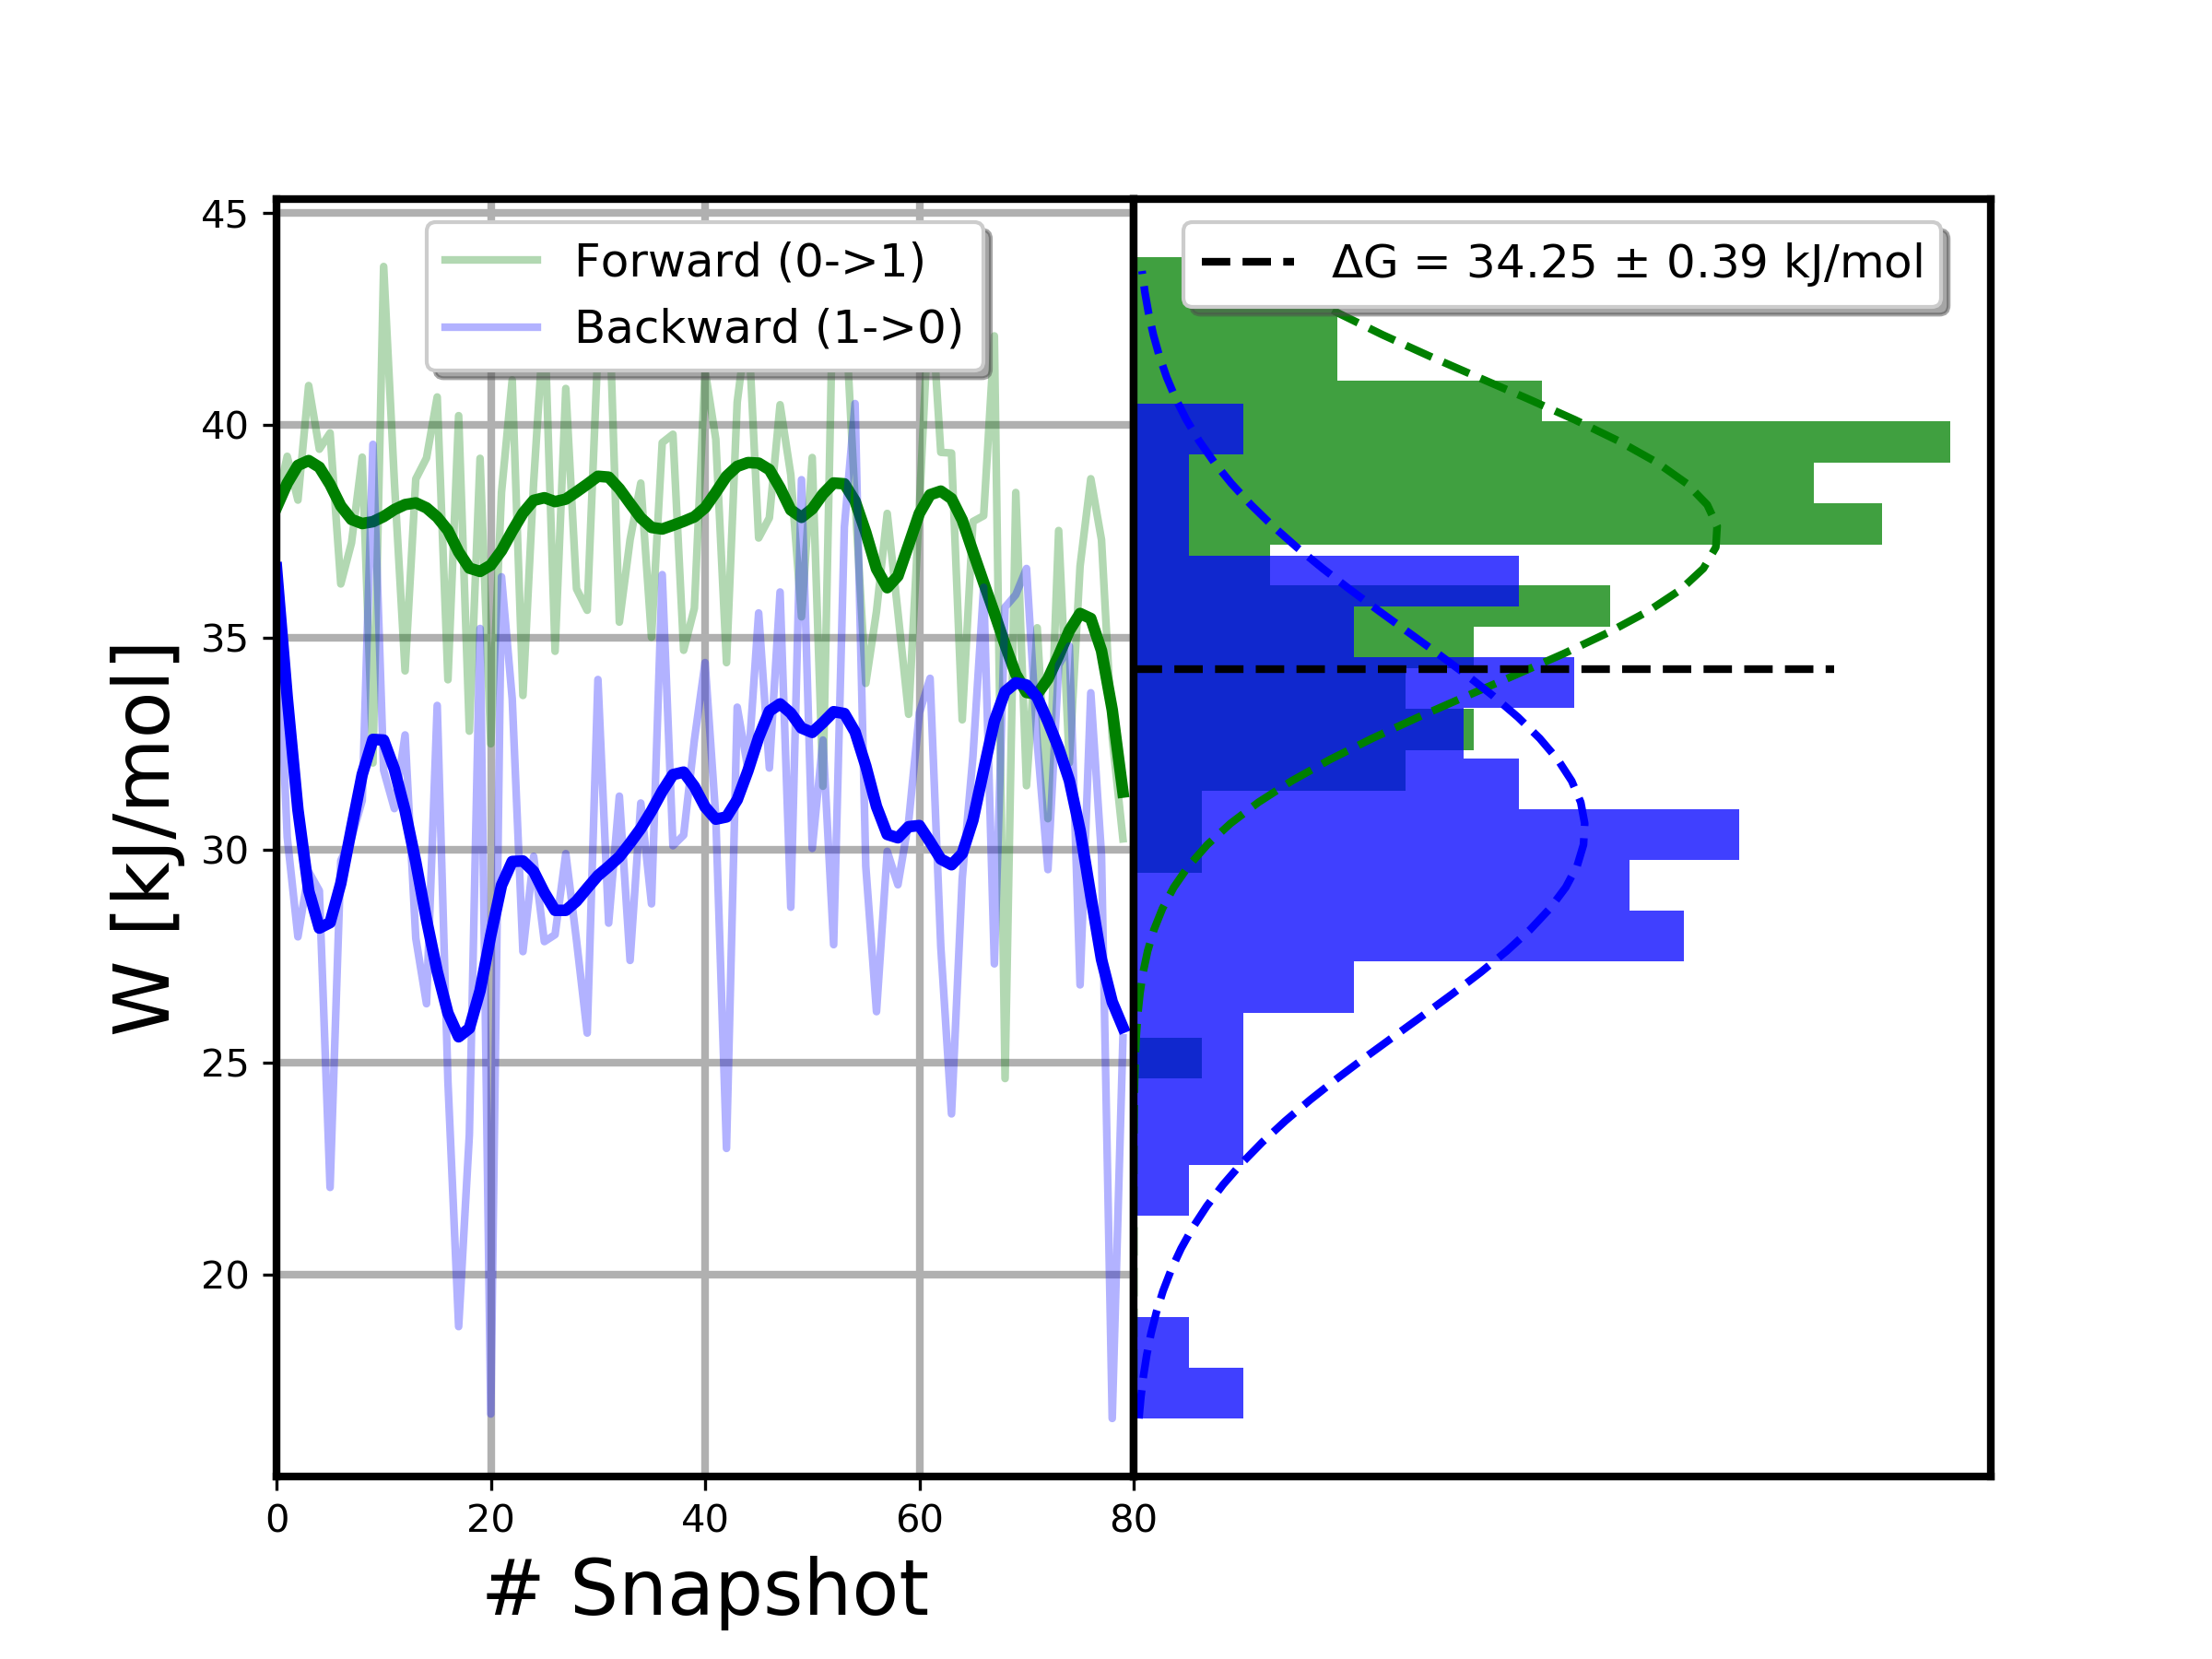 45
40
35
30
25
20
W [kJ/mol]
0
20
40
60
80
# Snapshot
Forward (0->1)
Backward (1->0)
ΔG = 34.25 ± 0.39 kJ/mol